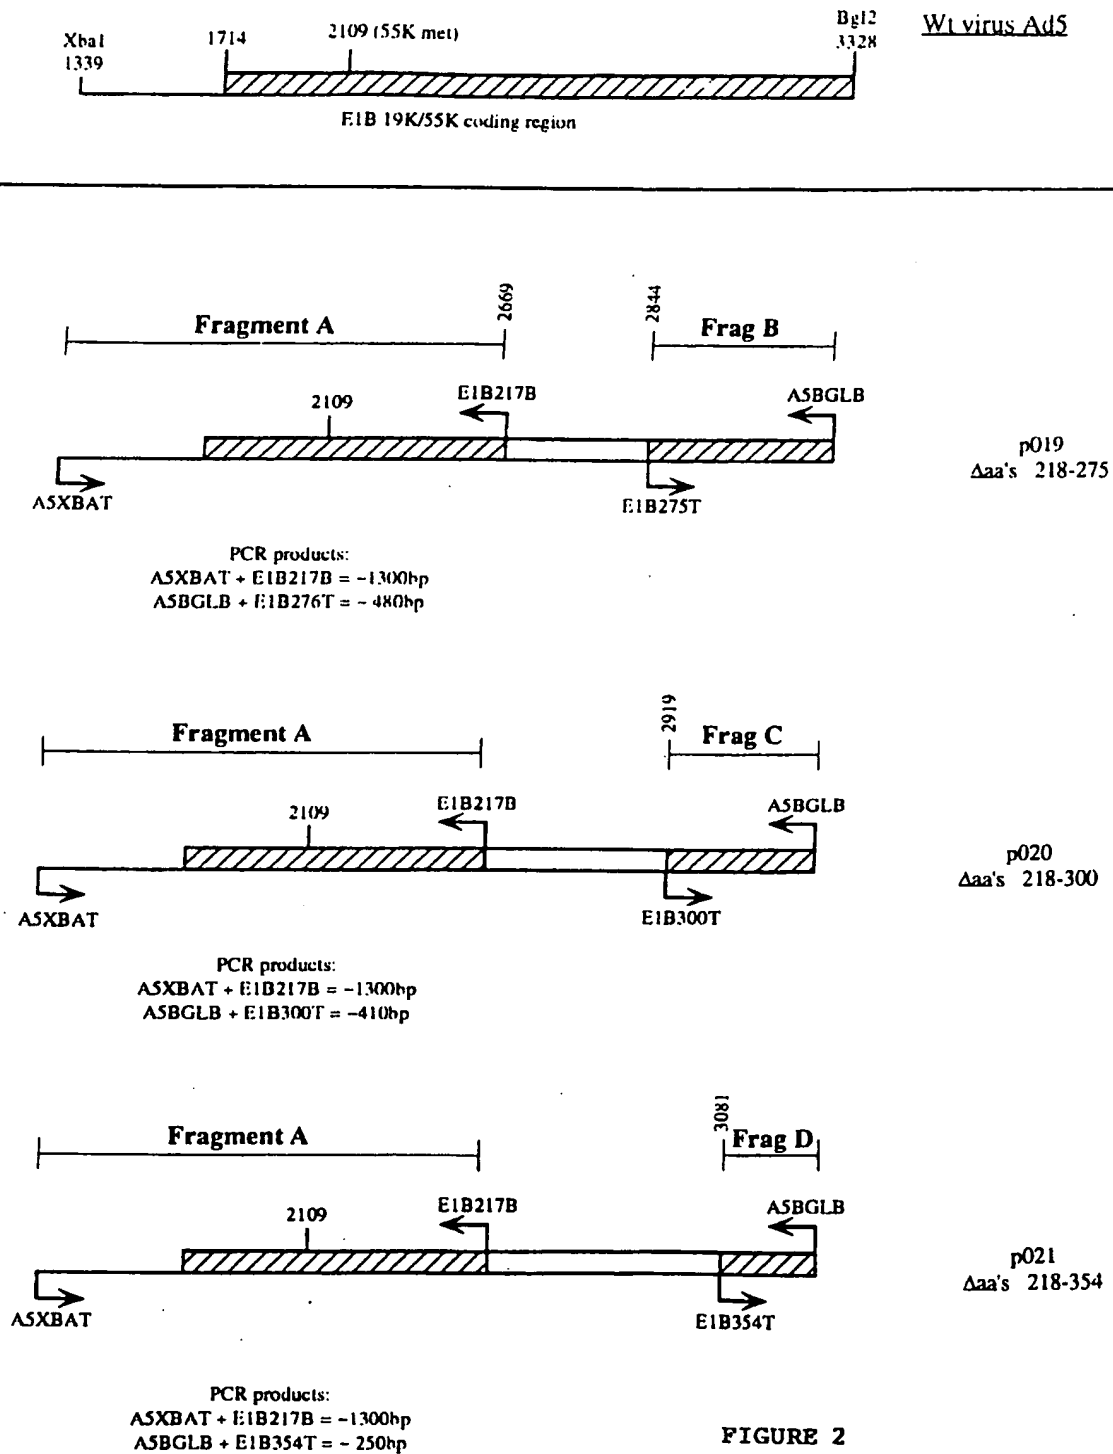 Wt virus Ad5
Xba1
1339
1714
2109 (55K met)
Bgl2
3328
E1B 19K/55K coding region
Fragment A
2669
2844
Frag B
2109
E1B217B
A5BGLB
A5XBAT
E1B275T
p019
Δaa's 218-275
PCR products:
A5XBAT + E1B217B = ~1300bp
A5BGLB + E1B276T = ~ 480bp
Fragment A
2919
Frag C
2109
E1B217B
A5BGLB
A5XBAT
E1B300T
p020
Δaa's 218-300
PCR products:
A5XBAT + E1B217B = ~1300bp
A5BGLB + E1B300T = ~410bp
Fragment A
3081
Frag D
2109
E1B217B
A5BGLB
A5XBAT
E1B354T
p021
Δaa's 218-354
PCR products:
A5XBAT + E1B217B = ~1300bp
A5BGLB + E1B354T = ~ 250bp
FIGURE 2